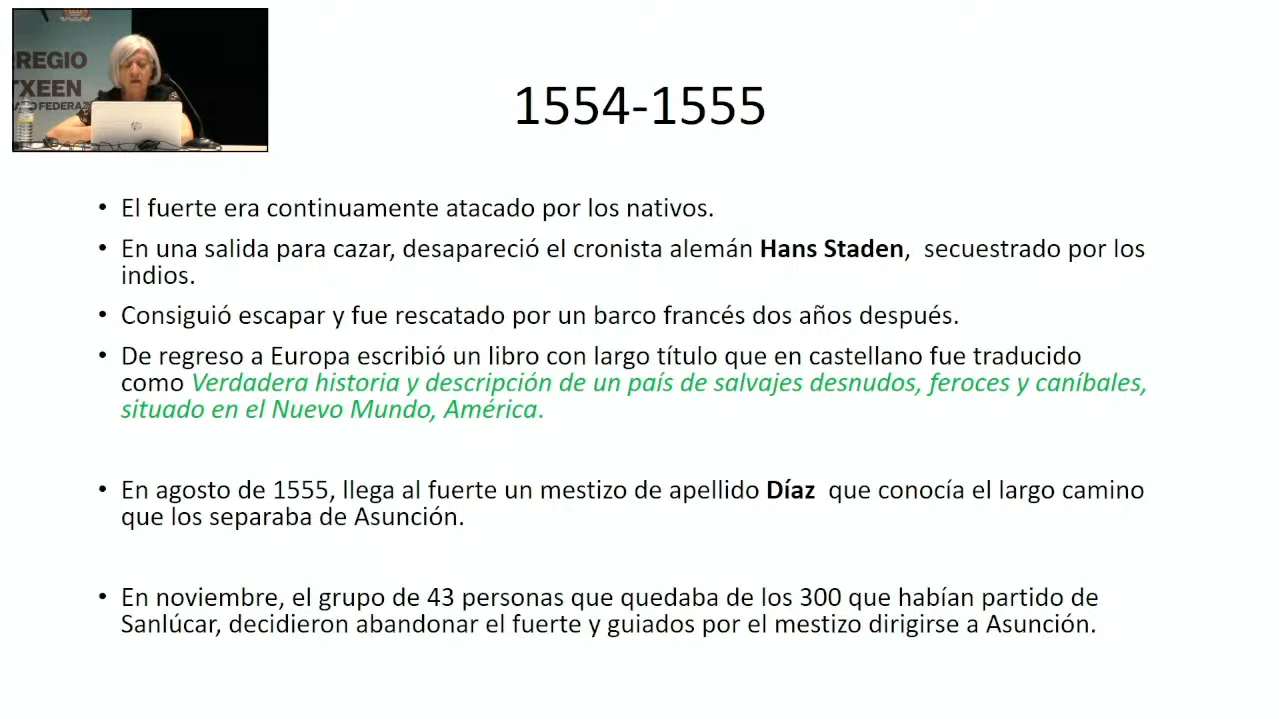 RREGIO
TXEEN
FEDERAZ
1554-1555
• El fuerte era continuamente atacado por los nativos.
• En una salida para cazar, desapareció el cronista alemán Hans Staden, secuestrado por los
indios.
• Consiguió escapar y fue rescatado por un barco francés dos años después.
• De regreso a Europa escribió un libro con largo título que en castellano fue traducido
como Verdadera historia y descripción de un país de salvajes desnudos, feroces y caníbales,
situado en el Nuevo Mundo, América.
• En agosto de 1555, llega al fuerte un mestizo de apellido Díaz que conocía el largo camino
que los separaba de Asunción.
• En noviembre, el grupo de 43 personas que quedaba de los 300 que habían partido de
Sanlúcar, decidieron abandonar el fuerte y guiados por el mestizo dirigirse a Asunción.